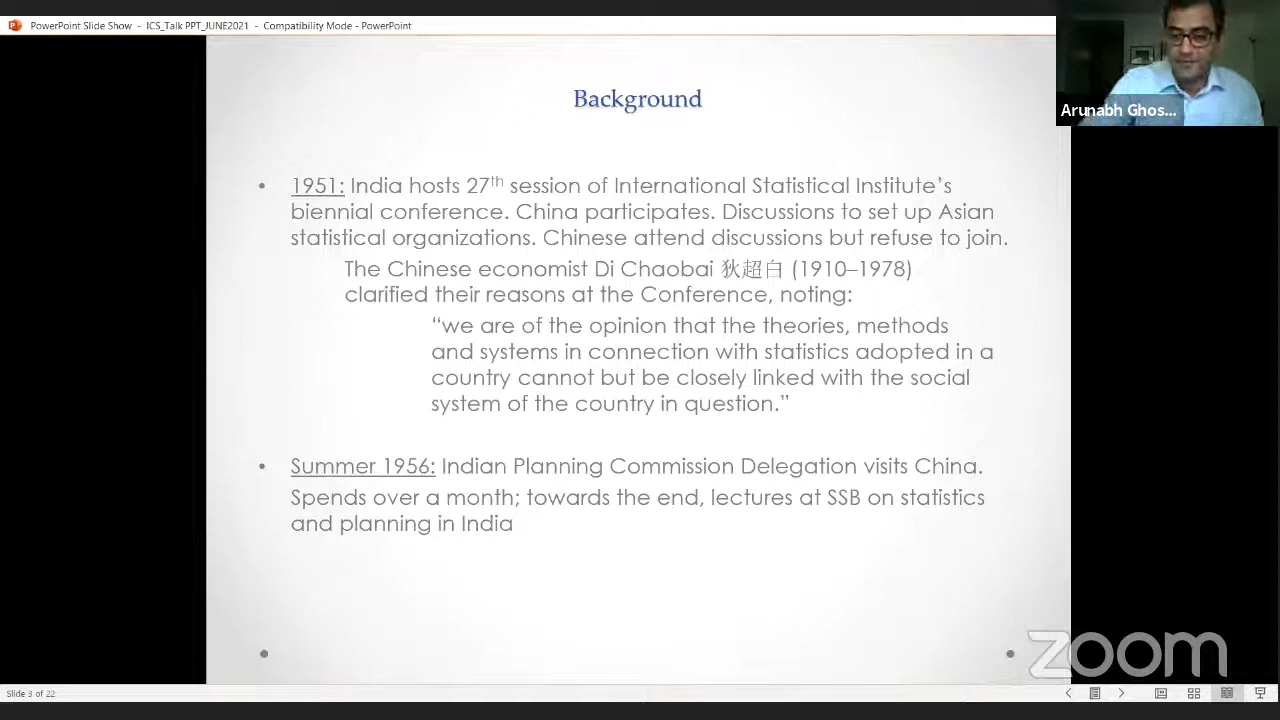 PowerPoint Slide Show - ICS_Talk PPT_JUNE2021 - Compatibility Mode - PowerPoint
Arunabh Ghos...
Background
• 1951: India hosts 27th session of International Statistical Institute’s
biennial conference. China participates. Discussions to set up Asian
statistical organizations. Chinese attend discussions but refuse to join.
The Chinese economist Di Chaobai 狄超白 (1910–1978)
clarified their reasons at the Conference, noting:
“we are of the opinion that the theories, methods
and systems in connection with statistics adopted in a
country cannot but be closely linked with the social
system of the country in question.”
• Summer 1956: Indian Planning Commission Delegation visits China.
Spends over a month; towards the end, lectures at SSB on statistics
and planning in India
zoom
Slide 3 of 22